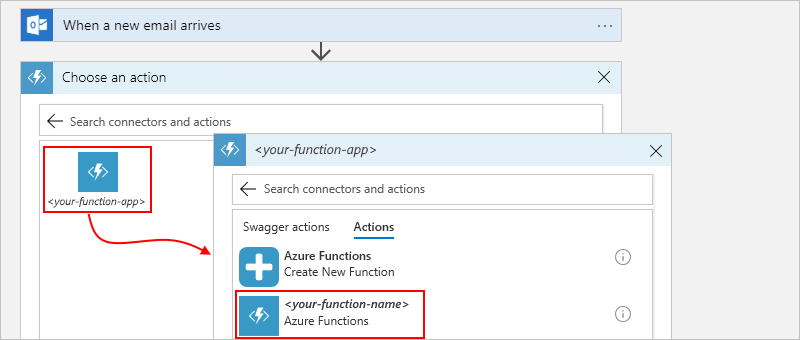 When a new email arrives
Choose an action
Search connectors and actions
<your-function-app>
<your-function-app>
Search connectors and actions
Swagger actions Actions
Azure Functions
Create New Function
<your-function-name>
Azure Functions